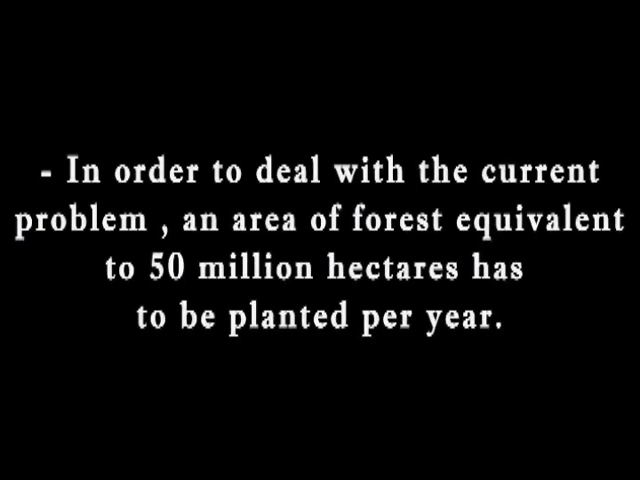 - In order to deal with the current
problem , an area of forest equivalent
to 50 million hectares has
to be planted per year.